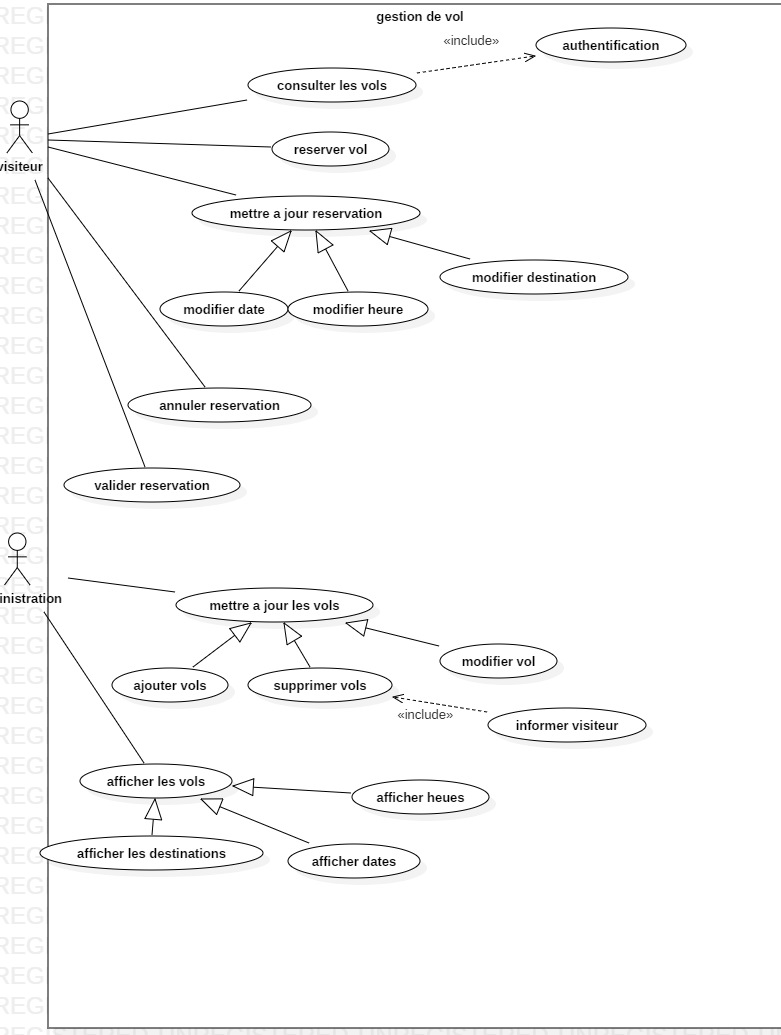 gestion de vol
«include»
authentification
consulter les vols
reserver vol
visiteur
mettre a jour reservation
modifier destination
modifier date
modifier heure
annuler reservation
valider reservation
inistration
mettre a jour les vols
modifier vol
ajouter vols
supprimer vols
«include»
informer visiteur
afficher les vols
afficher heues
afficher les destinations
afficher dates